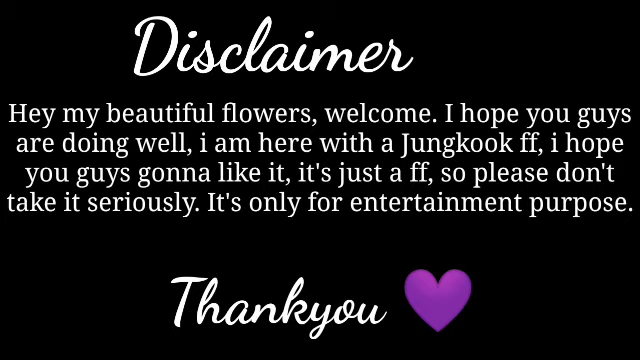 Disclaimer
Hey my beautiful flowers, welcome. I hope you guys
are doing well, i am here with a Jungkook ff, i hope
you guys gonna like it, it's just a ff, so please don't
take it seriously. It's only for entertainment purpose.
Thankyou 💜